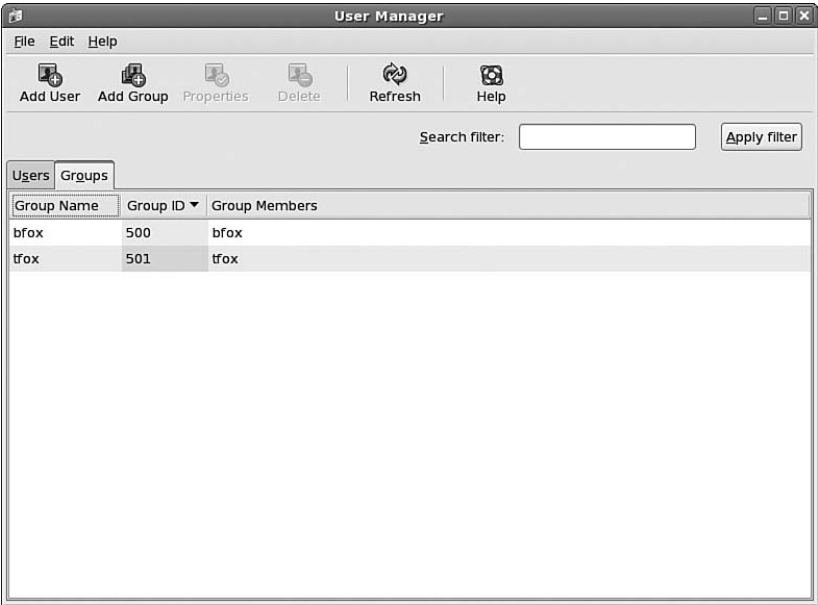 User Manager
File Edit Help
Add User Add Group Properties Delete Refresh Help
Search filter: Apply filter
Users Groups
Group Name Group ID Group Members
bfox 500 bfox
tfox 501 tfox